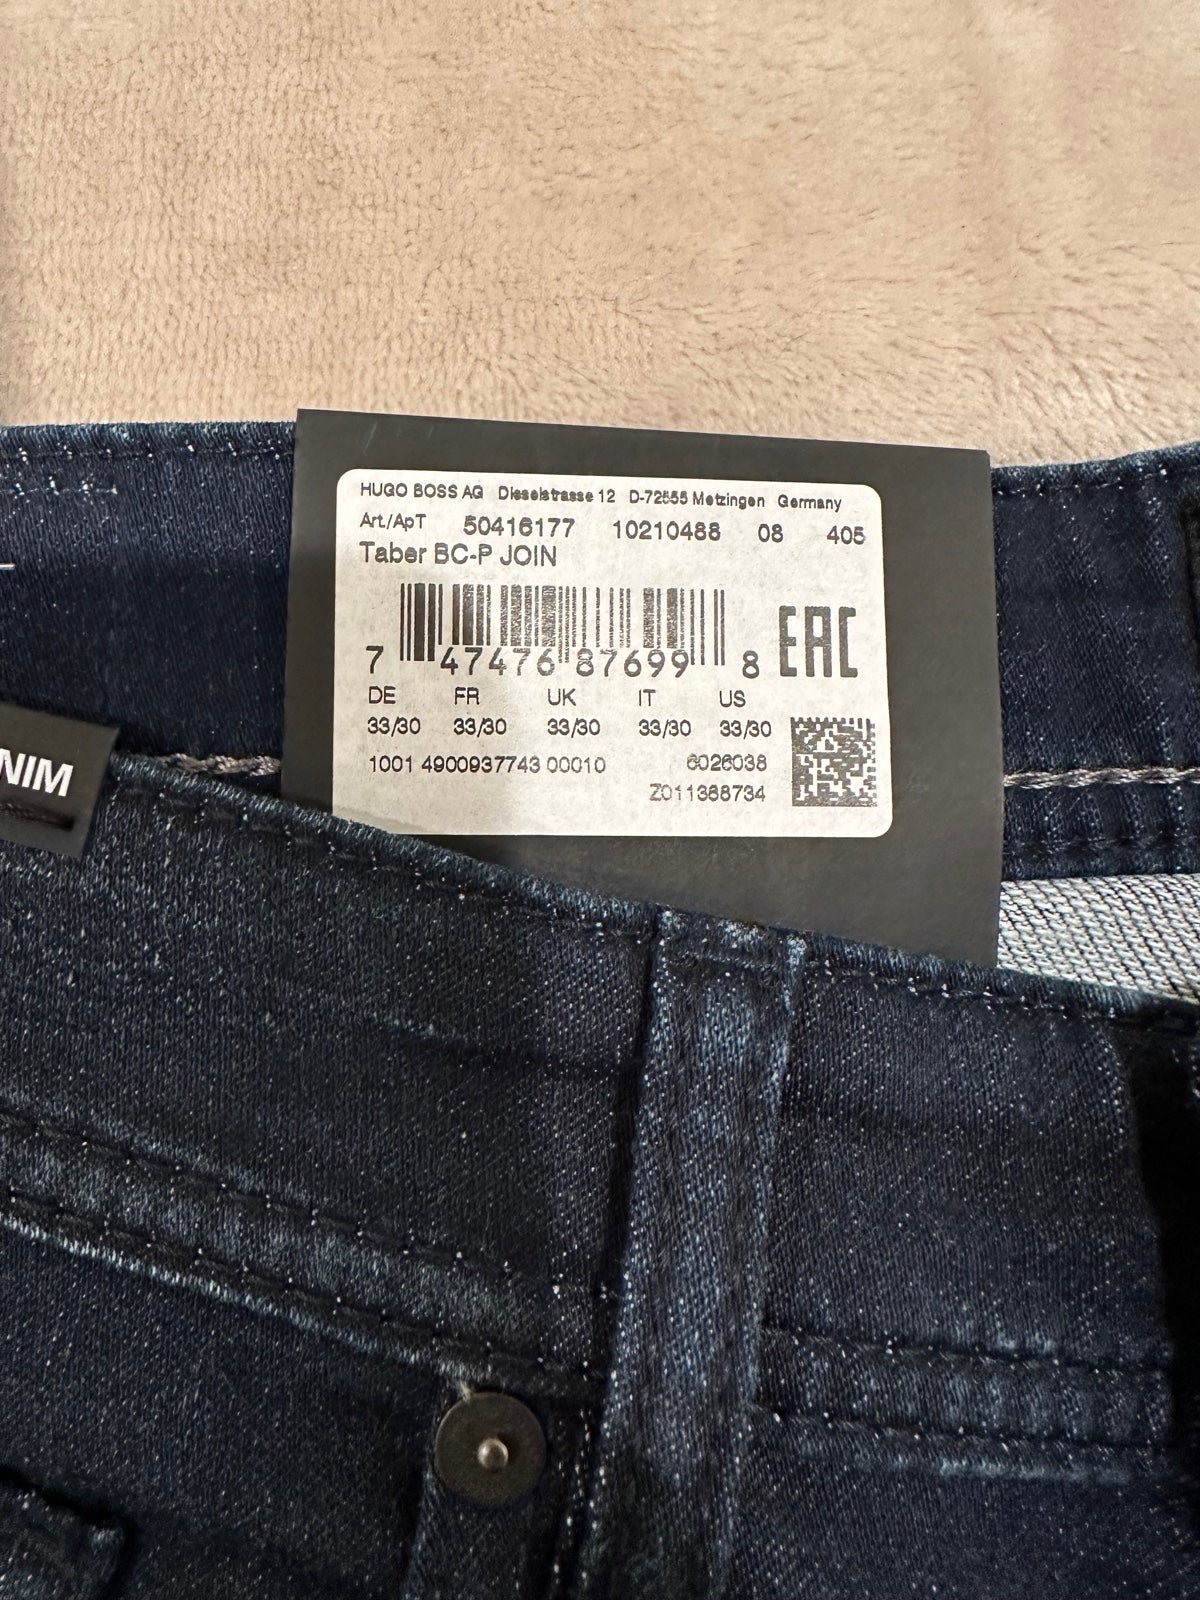 HUGO BOSS AG Dieselstrasse 12 D-72555 Metzingen Germany
Art./ApT 50416177 10210488 08 405
Taber BC-P JOIN
7 47476 87699 8 EAC
DE FR UK IT US
33/30 33/30 33/30 33/30 33/30
1001 4900937743 00010 6026038
Z011368734
NIM